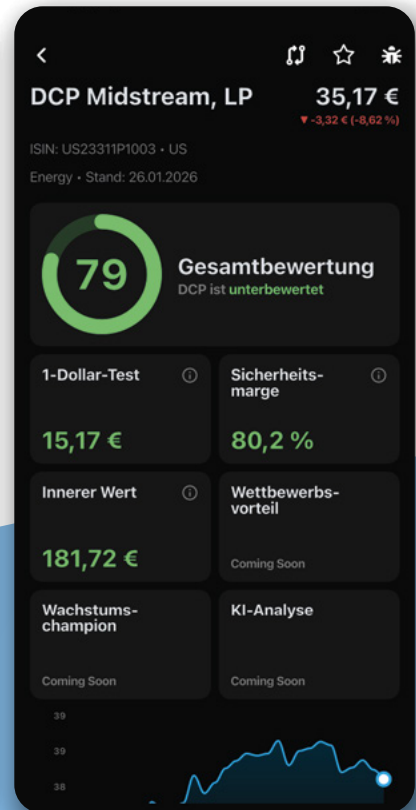 DCP Midstream, LP
35,17 €
▼ -3,32 € (-8,62 %)
ISIN: US23311P1003 • US
Energy • Stand: 26.01.2026
79
Gesamtbewertung
DCP ist unterbewertet
1-Dollar-Test
15,17 €
Sicherheits-
marge
80,2 %
Innerer Wert
181,72 €
Wettbewerbs-
vorteil
Coming Soon
Wachstums-
champion
Coming Soon
KI-Analyse
Coming Soon
39
39
38